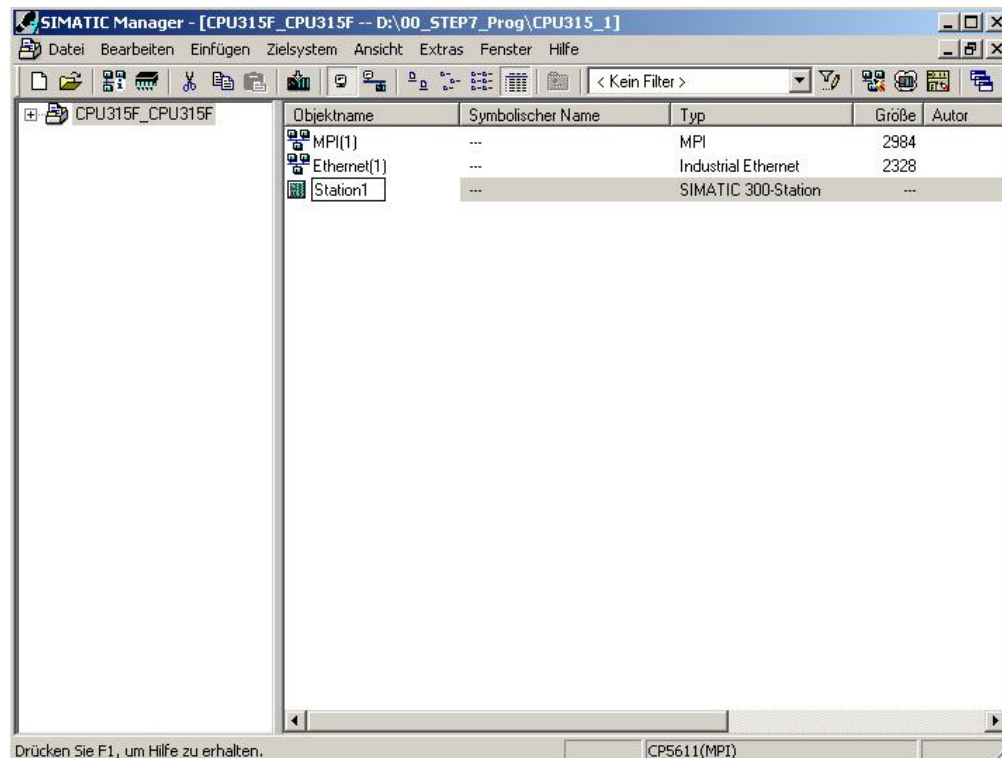 SIMATIC Manager - [CPU315F_CPU315F -- D:\00_STEP7_Prog\CPU315_1]
Datei Bearbeiten Einfügen Zielsystem Ansicht Extras Fenster Hilfe
< Kein Filter >
CPU315F_CPU315F
Objektname Symbolischer Name Typ Größe Autor
MPI(1) --- MPI 2984
Ethernet(1) --- Industrial Ethernet 2328
Station1 --- SIMATIC 300-Station ---
Drücken Sie F1, um Hilfe zu erhalten. CP5611(MPI)